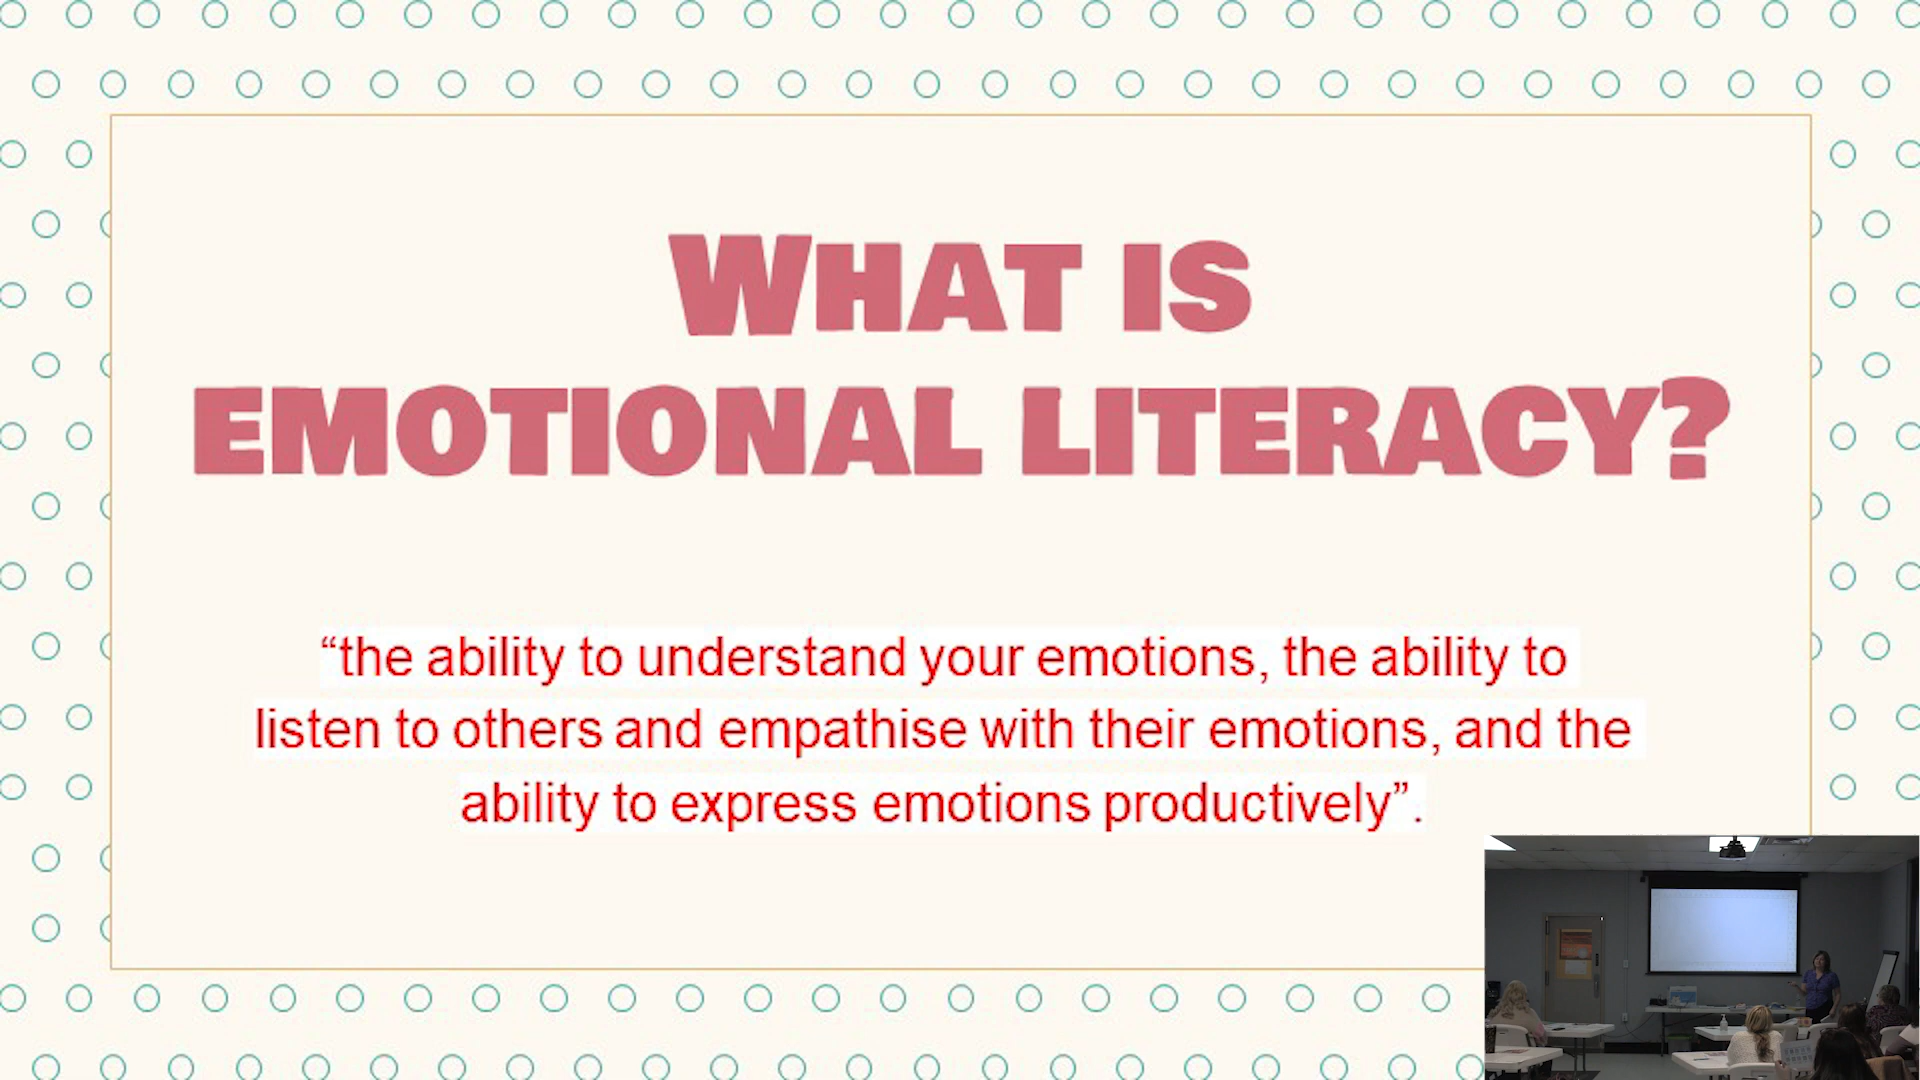 WHAT IS
EMOTIONAL LITERACY?
“the ability to understand your emotions, the ability to
listen to others and empathise with their emotions, and the
ability to express emotions productively”.